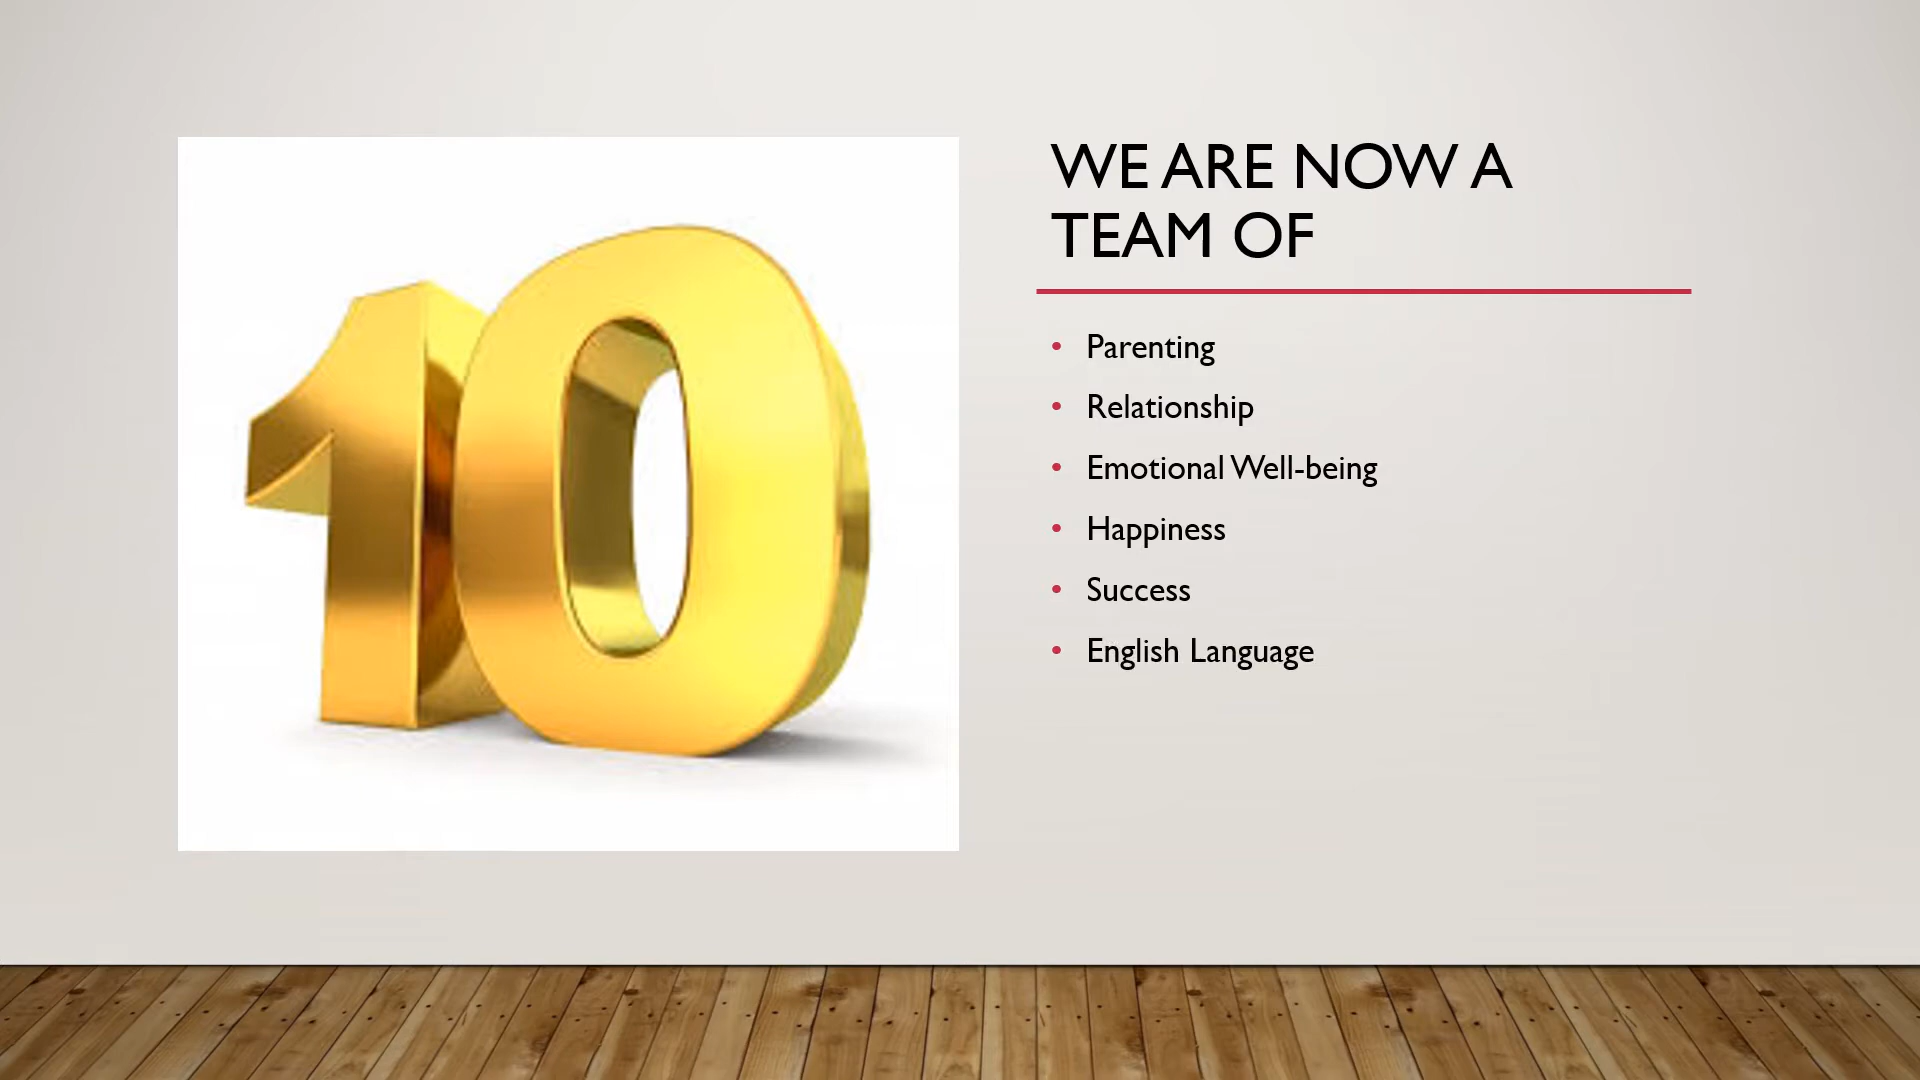 WE ARE NOW A
TEAM OF
10
• Parenting
• Relationship
• Emotional Well-being
• Happiness
• Success
• English Language